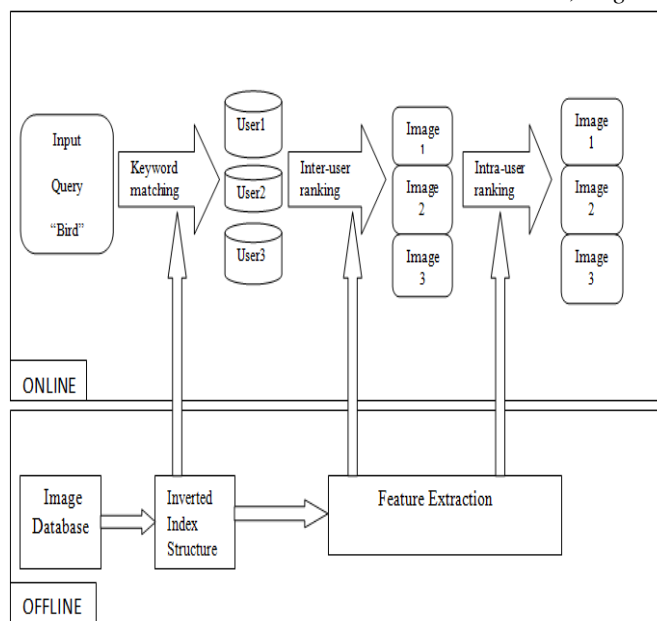 Input
Query
“Bird”
Keyword
matching
User1
User2
User3
Inter-user
ranking
Image
1
Image
2
Image
3
Intra-user
ranking
Image
1
Image
2
Image
3
ONLINE
Image
Database
Inverted
Index
Structure
Feature Extraction
OFFLINE